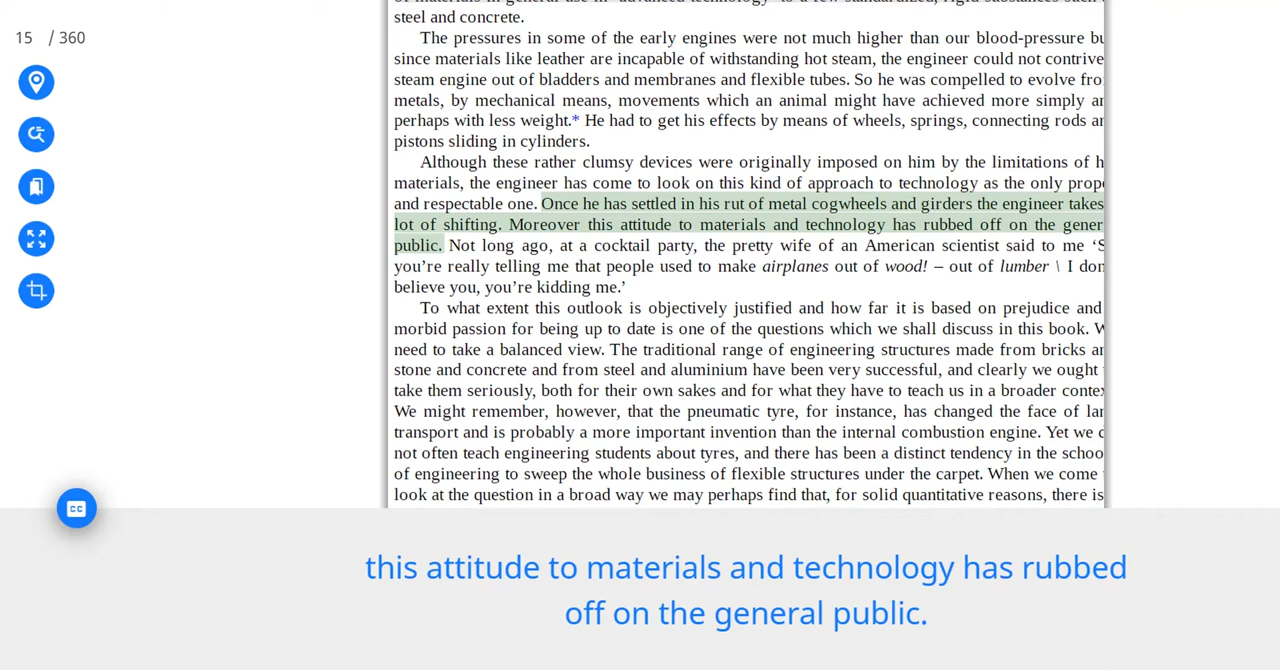 of materials in general use in 'advanced technology' to a few standardized, rigid substances such
steel and concrete.
15 / 360
The pressures in some of the early engines were not much higher than our blood-pressure bu
since materials like leather are incapable of withstanding hot steam, the engineer could not contrive
steam engine out of bladders and membranes and flexible tubes. So he was compelled to evolve fro
metals, by mechanical means, movements which an animal might have achieved more simply an
perhaps with less weight.* He had to get his effects by means of wheels, springs, connecting rods an
pistons sliding in cylinders.
Although these rather clumsy devices were originally imposed on him by the limitations of h
materials, the engineer has come to look on this kind of approach to technology as the only prope
and respectable one. Once he has settled in his rut of metal cogwheels and girders the engineer takes
lot of shifting. Moreover this attitude to materials and technology has rubbed off on the gener
public. Not long ago, at a cocktail party, the pretty wife of an American scientist said to me ‘S
you’re really telling me that people used to make airplanes out of wood! – out of lumber \ I don
believe you, you’re kidding me.’
To what extent this outlook is objectively justified and how far it is based on prejudice and
morbid passion for being up to date is one of the questions which we shall discuss in this book. W
need to take a balanced view. The traditional range of engineering structures made from bricks an
stone and concrete and from steel and aluminium have been very successful, and clearly we ought
take them seriously, both for their own sakes and for what they have to teach us in a broader contex
We might remember, however, that the pneumatic tyre, for instance, has changed the face of lan
transport and is probably a more important invention than the internal combustion engine. Yet we d
not often teach engineering students about tyres, and there has been a distinct tendency in the schoo
of engineering to sweep the whole business of flexible structures under the carpet. When we come
look at the question in a broad way we may perhaps find that, for solid quantitative reasons, there is
CC
this attitude to materials and technology has rubbed
off on the general public.